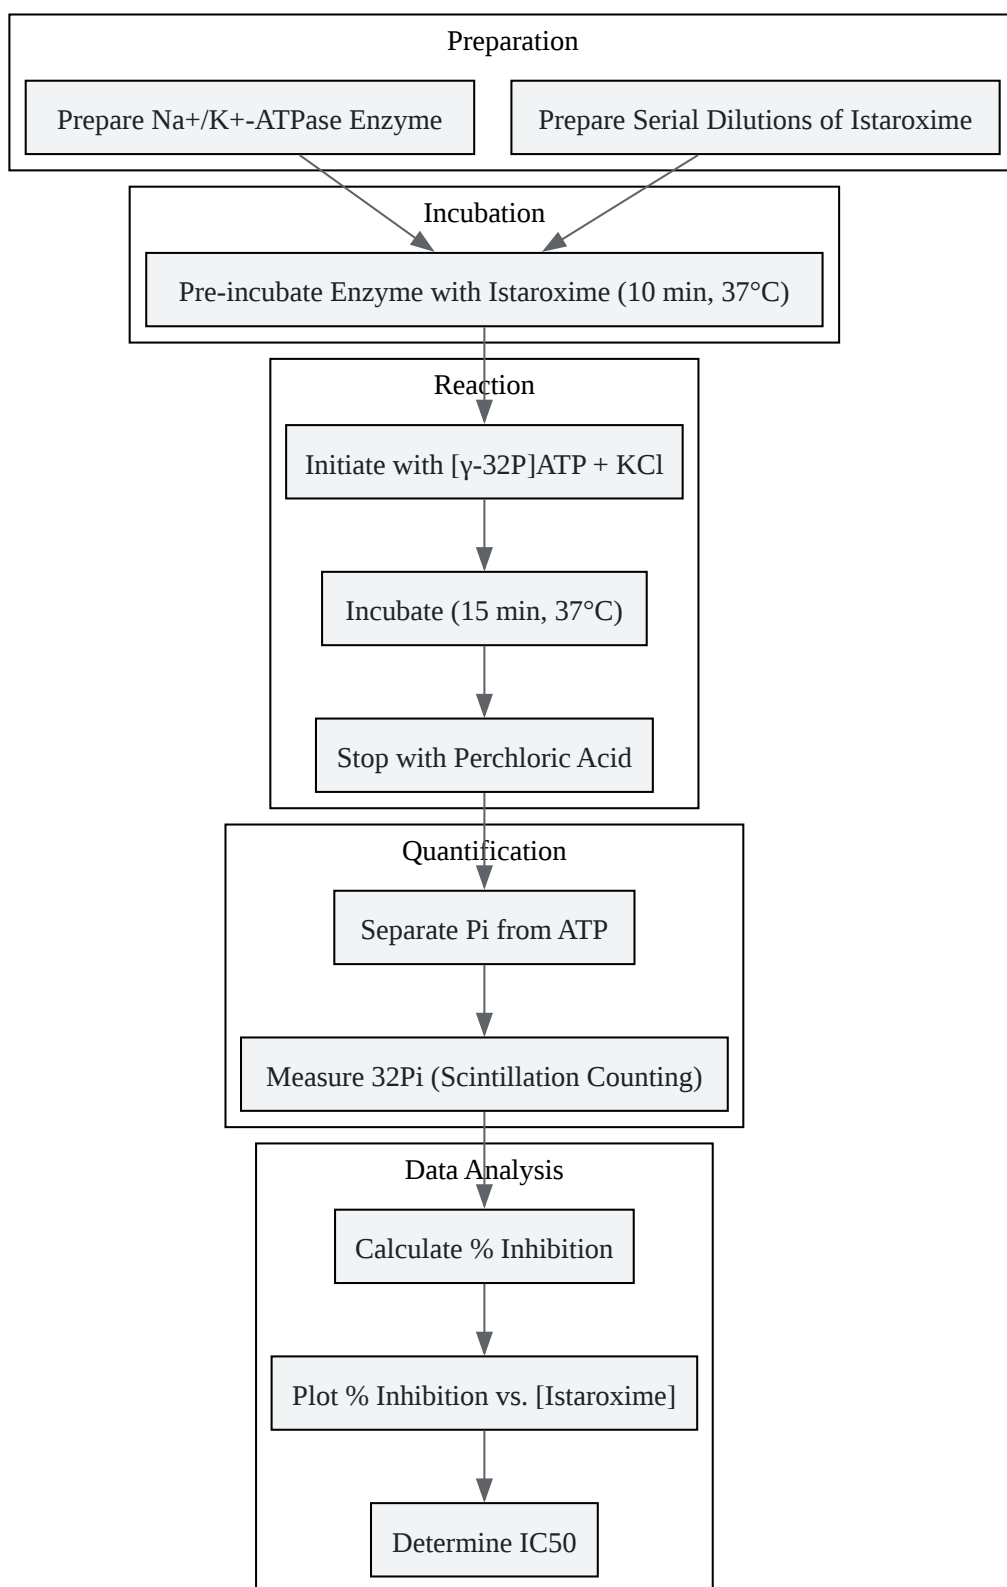 Preparation
Prepare Na+/K+-ATPase Enzyme
Prepare Serial Dilutions of Istaroxime
Incubation
Pre-incubate Enzyme with Istaroxime (10 min, 37°C)
Reaction
Initiate with [γ-32P]ATP + KCl
Incubate (15 min, 37°C)
Stop with Perchloric Acid
Quantification
Separate Pi from ATP
Measure 32Pi (Scintillation Counting)
Data Analysis
Calculate % Inhibition
Plot % Inhibition vs. [Istaroxime]
Determine IC50